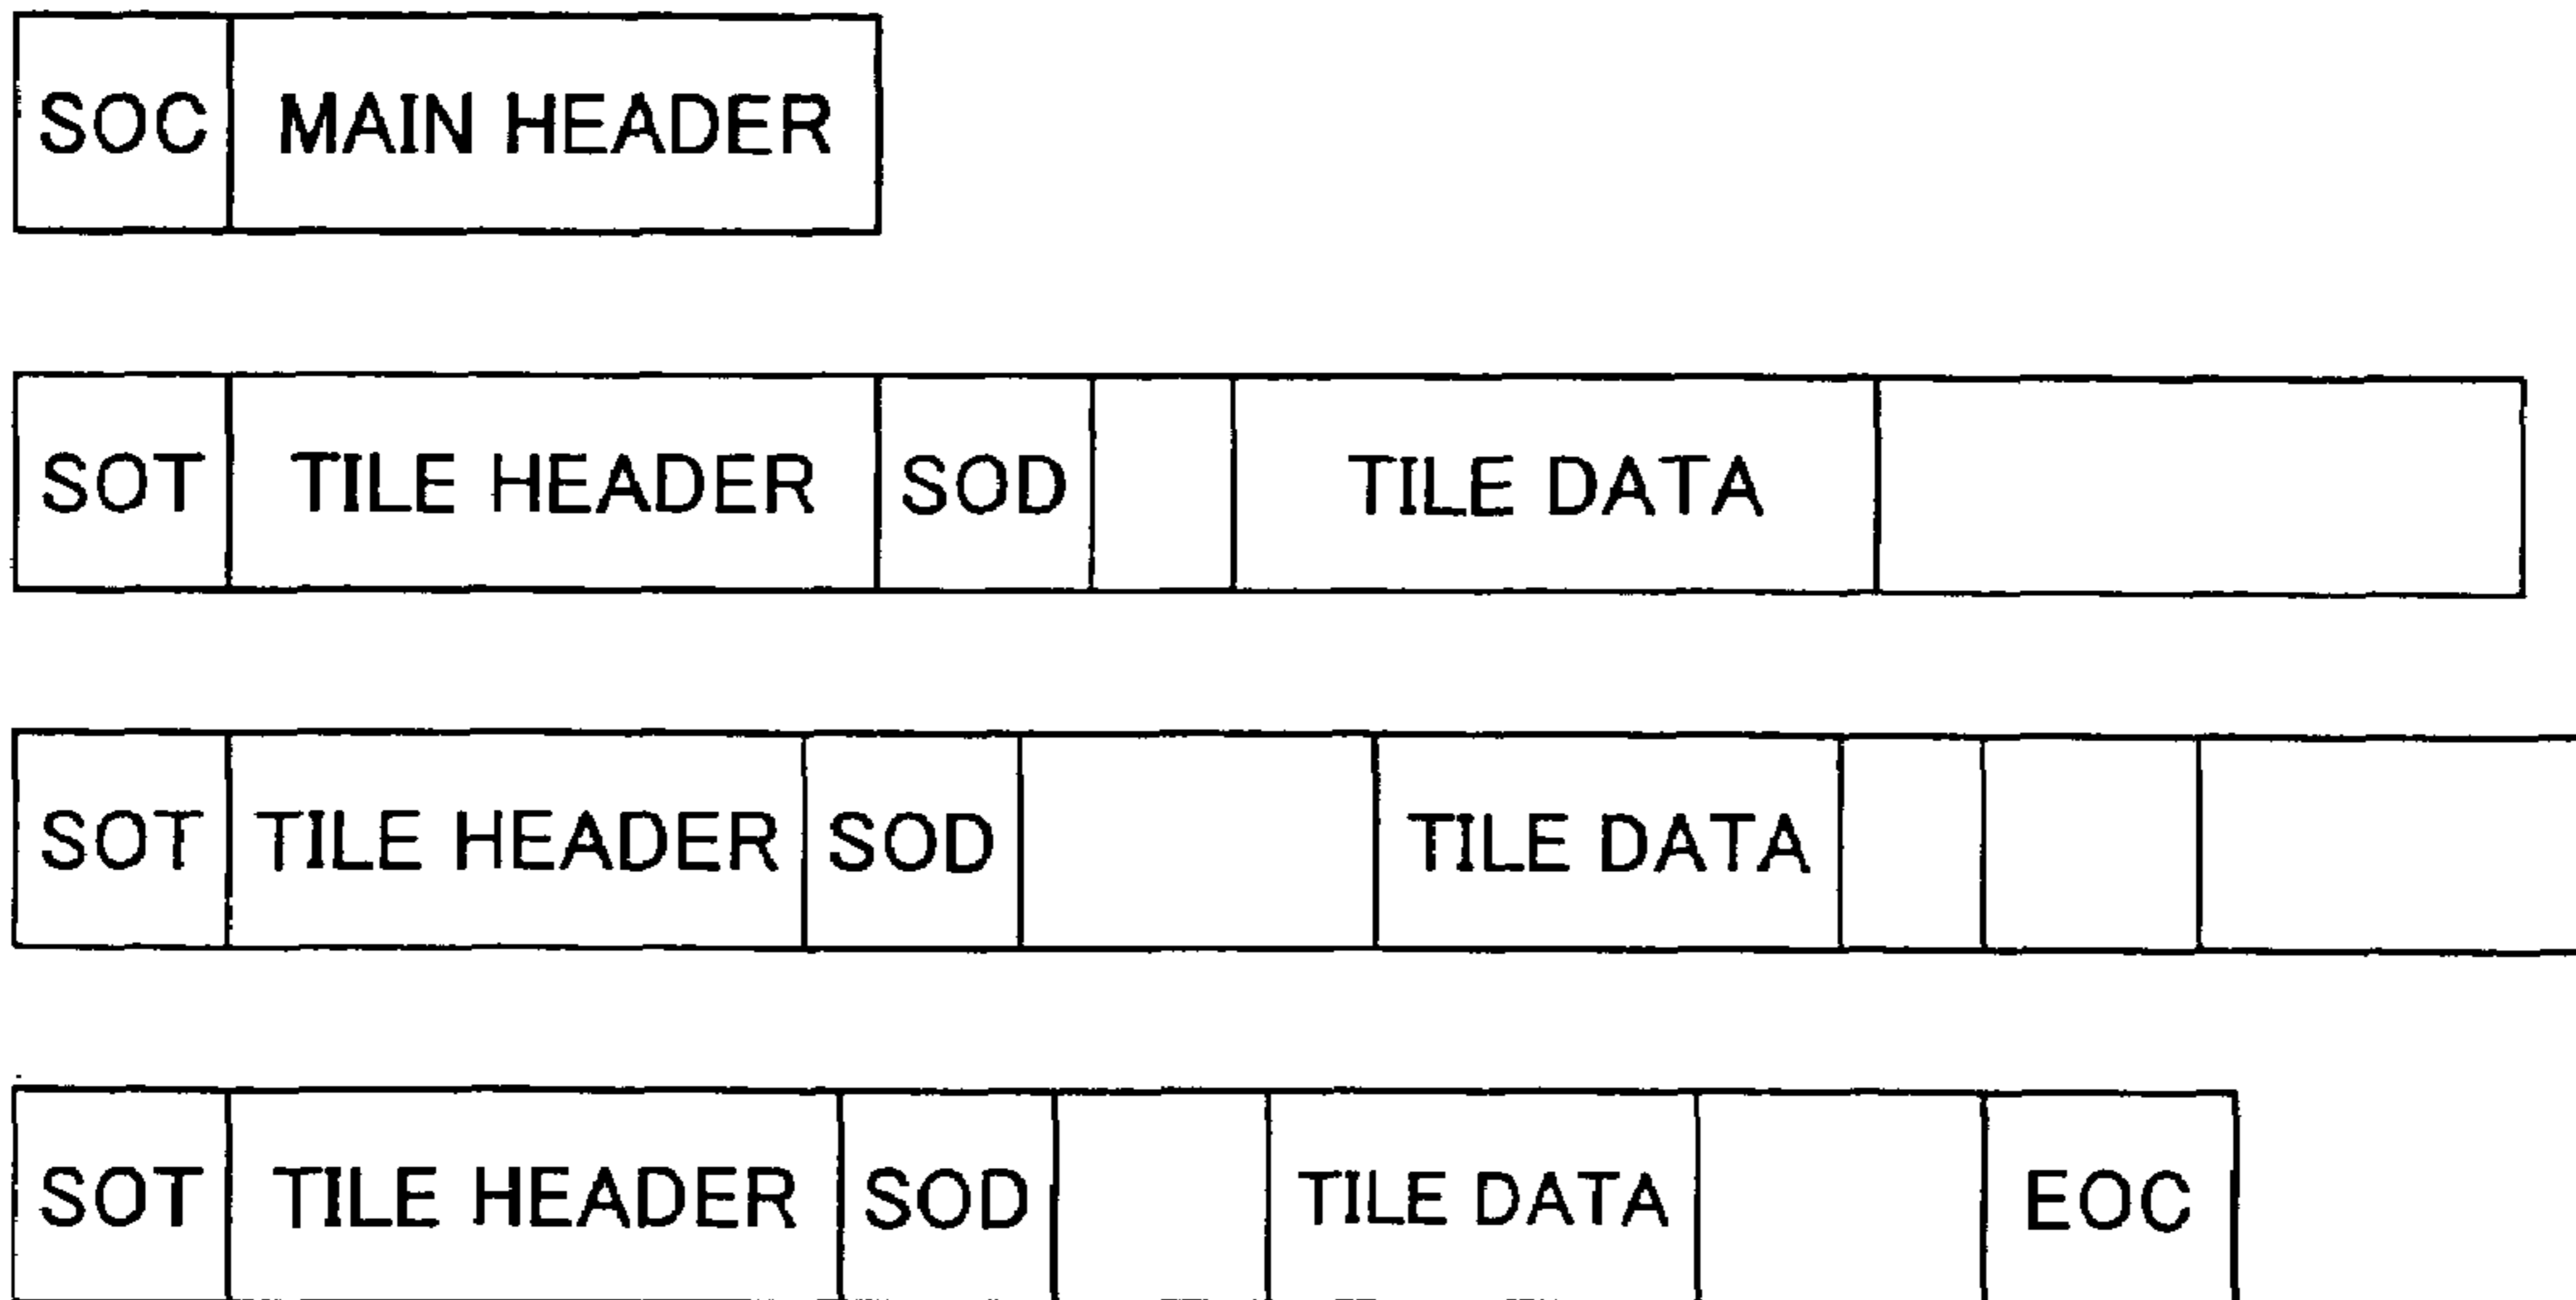 SOC MAIN HEADER
SOT TILE HEADER SOD TILE DATA
SOT TILE HEADER SOD TILE DATA
SOT TILE HEADER SOD TILE DATA EOC